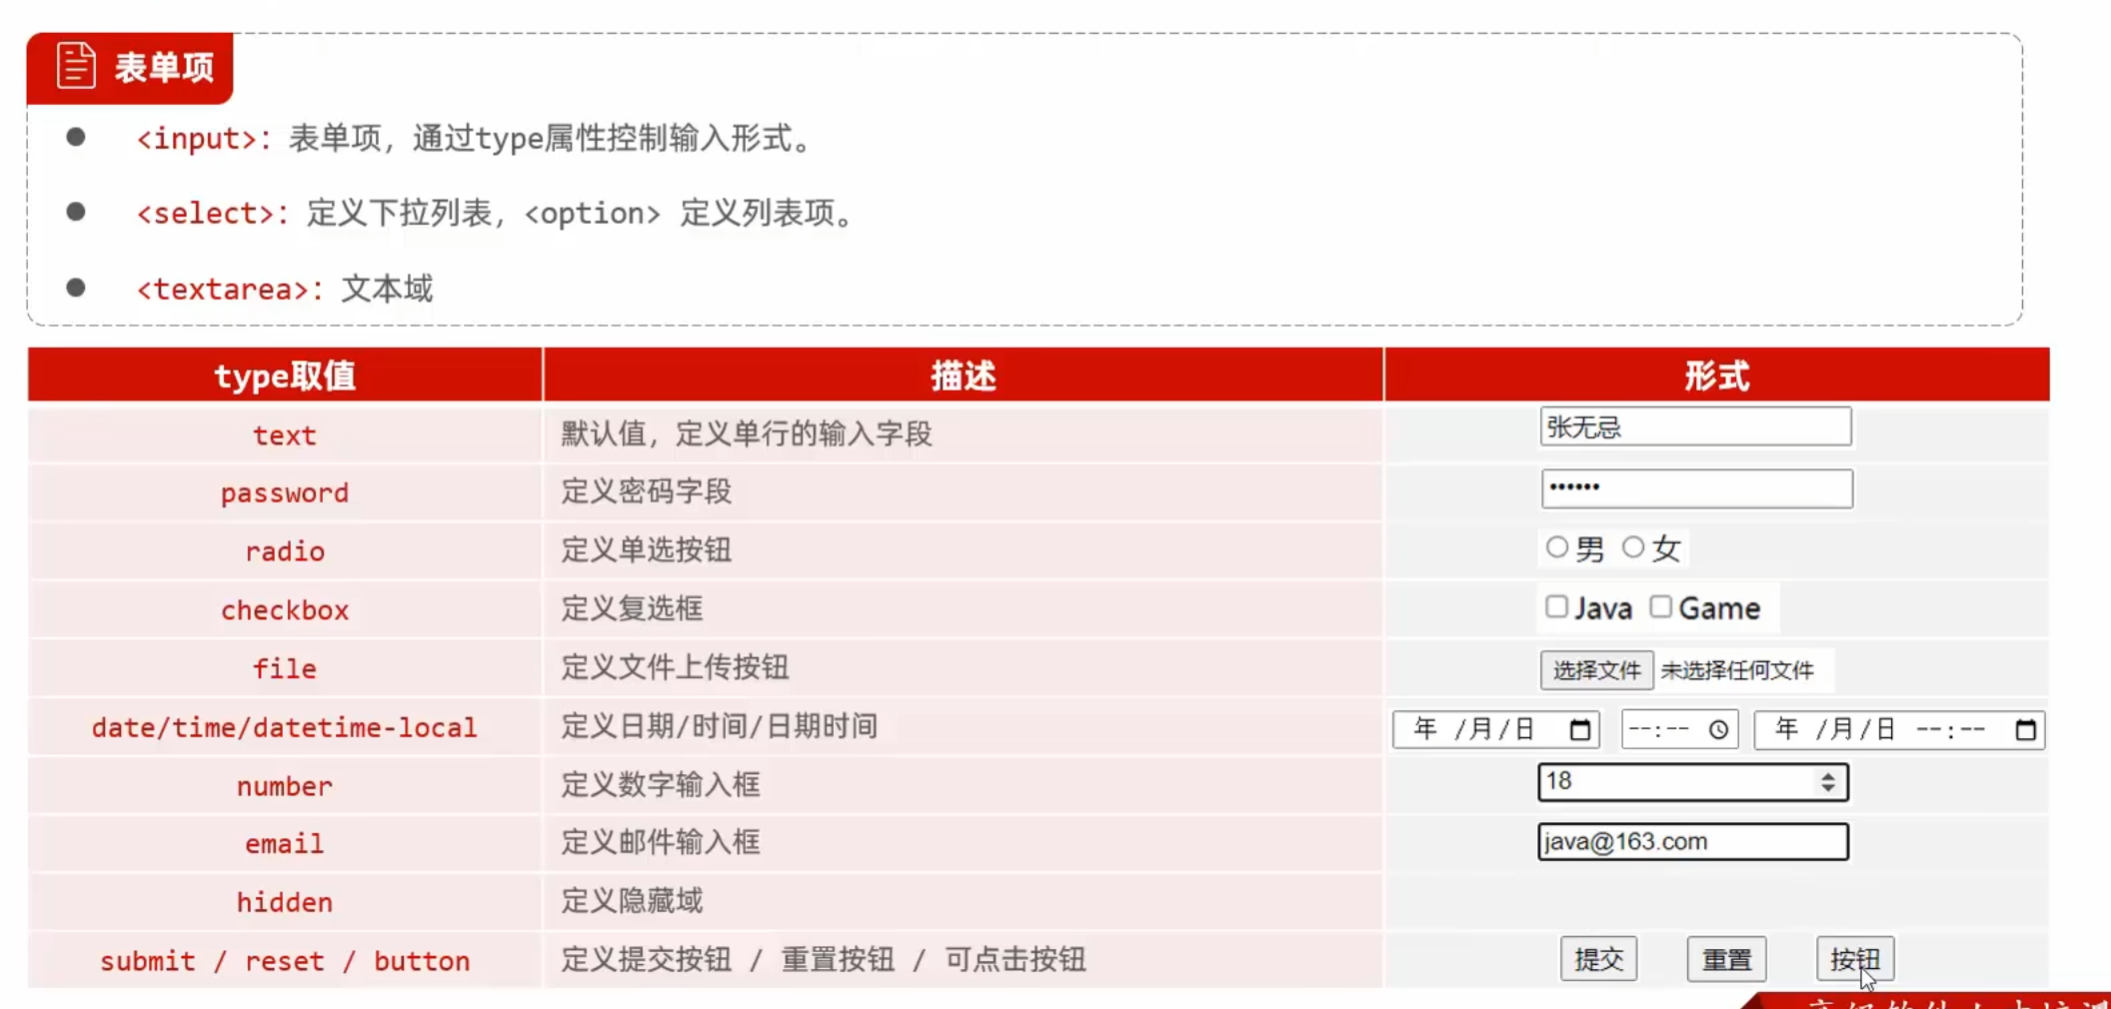 表单项
<input>：表单项，通过type属性控制输入形式。
<select>：定义下拉列表，<option> 定义列表项。
<textarea>：文本域
type取值 描述 形式
text 默认值，定义单行的输入字段 张无忌
password 定义密码字段 ••••••
radio 定义单选按钮 男 女
checkbox 定义复选框 Java Game
file 定义文件上传按钮 选择文件 未选择任何文件
date/time/datetime-local 定义日期/时间/日期时间 年 /月/日 --:-- 年 /月/日 --:--
number 定义数字输入框 18
email 定义邮件输入框 java@163.com
hidden 定义隐藏域
submit / reset / button 定义提交按钮 / 重置按钮 / 可点击按钮 提交 重置 按钮